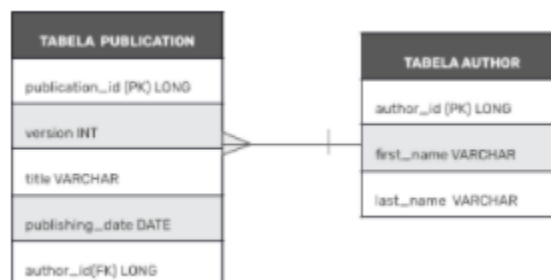 TABELA PUBLICATION
publication_id (PK) LONG
version INT
title VARCHAR
publishing_date DATE
author_id(FK) LONG
TABELA AUTHOR
author_id (PK) LONG
first_name VARCHAR
last_name VARCHAR